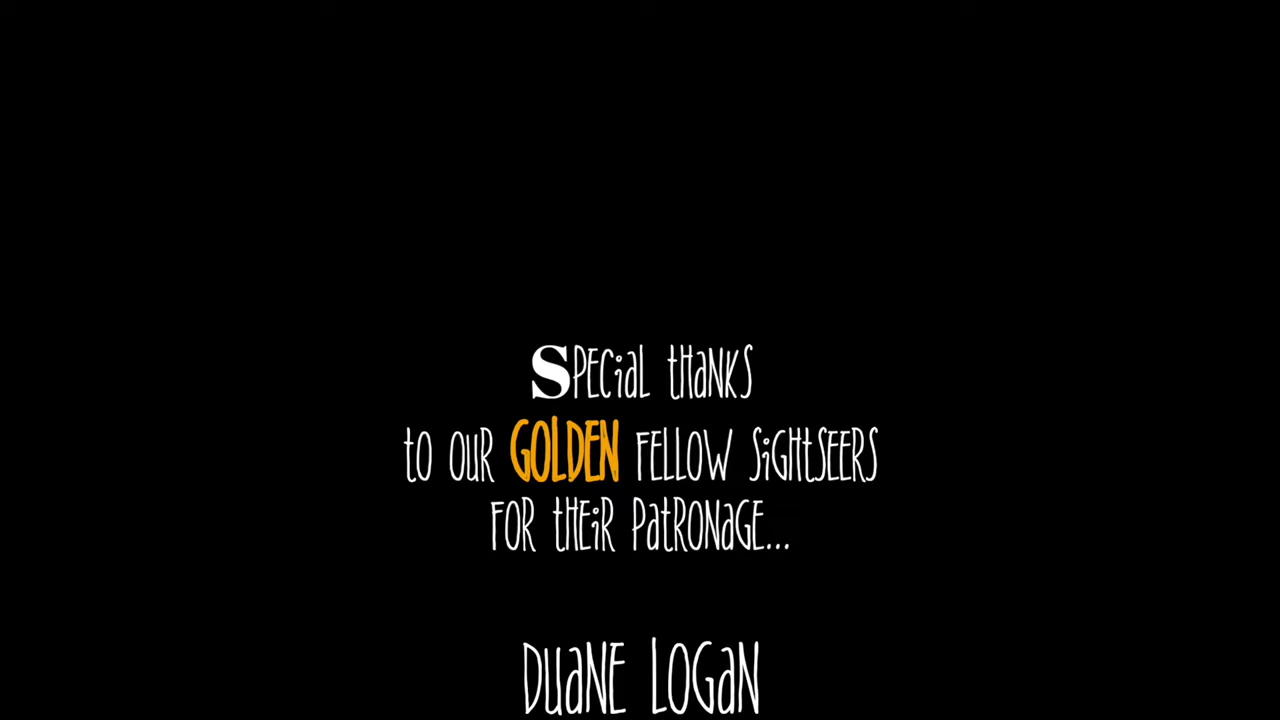 Special thanks
to our GOLDEN fellow sightseers
for their patronage...
Duane Logan